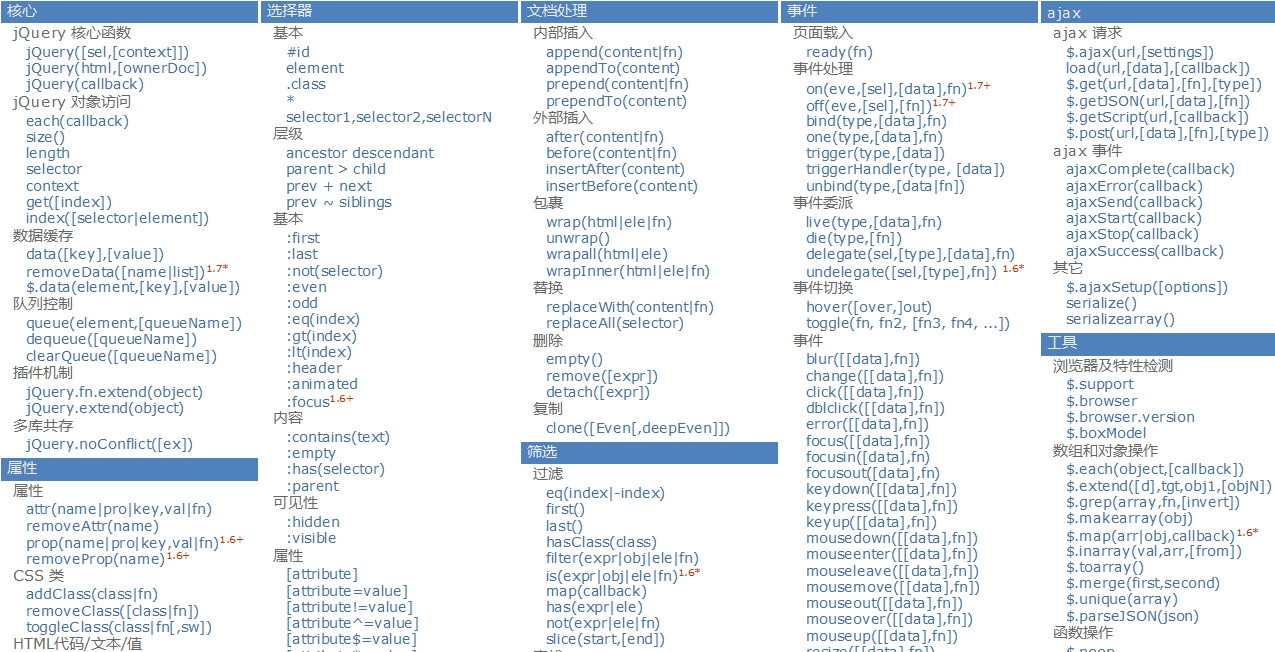 核心
jQuery 核心函数
jQuery([sel,[context]])
jQuery(html,[ownerDoc])
jQuery(callback)
jQuery 对象访问
each(callback)
size()
length
selector
context
get([index])
index([selector|element])
数据缓存
data([key],[value])
removeData([name|list])1.7*
$.data(element,[key],[value])
队列控制
queue(element,[queueName])
dequeue([queueName])
clearQueue([queueName])
插件机制
jQuery.fn.extend(object)
jQuery.extend(object)
多库共存
jQuery.noConflict([ex])
属性
属性
attr(name|pro|key,val|fn)
removeAttr(name)
prop(name|pro|key,val|fn)1.6+
removeProp(name)1.6+
CSS 类
addClass(class|fn)
removeClass([class|fn])
toggleClass(class|fn[,sw])
HTML代码/文本/值
选择器
基本
#id
element
.class
*
selector1,selector2,selectorN
层级
ancestor descendant
parent > child
prev + next
prev ~ siblings
基本
:first
:last
:not(selector)
:even
:odd
:eq(index)
:gt(index)
:lt(index)
:header
:animated
:focus1.6+
内容
:contains(text)
:empty
:has(selector)
:parent
可见性
:hidden
:visible
属性
[attribute]
[attribute=value]
[attribute!=value]
[attribute^=value]
[attribute$=value]
文档处理
内部插入
append(content|fn)
appendTo(content)
prepend(content|fn)
prependTo(content)
外部插入
after(content|fn)
before(content|fn)
insertAfter(content)
insertBefore(content)
包裹
wrap(html|ele|fn)
unwrap()
wrapall(html|ele)
wrapInner(html|ele|fn)
替换
replaceWith(content|fn)
replaceAll(selector)
删除
empty()
remove([expr])
detach([expr])
复制
clone([Even[,deepEven]])
筛选
过滤
eq(index|-index)
first()
last()
hasClass(class)
filter(expr|obj|ele|fn)
is(expr|obj|ele|fn)1.6*
map(callback)
has(expr|ele)
not(expr|ele|fn)
slice(start,[end])
事件
页面载入
ready(fn)
事件处理
on(eve,[sel],[data],fn)1.7+
off(eve,[sel],[fn])1.7+
bind(type,[data],fn)
one(type,[data],fn)
trigger(type,[data])
triggerHandler(type, [data])
unbind(type,[data|fn])
事件委派
live(type,[data],fn)
die(type,[fn])
delegate(sel,[type],[data],fn)
undelegate([sel,[type],fn]) 1.6*
事件切换
hover([over,]out)
toggle(fn, fn2, [fn3, fn4, ...])
事件
blur([[data],fn])
change([[data],fn])
click([[data],fn)
dblclick([[data],fn)
error([[data],fn])
focus([[data],fn])
focusin([data],fn)
focusout([data],fn)
keydown([[data],fn])
keypress([[data],fn])
keyup([[data],fn])
mousedown([[data],fn])
mouseenter([[data],fn])
mouseleave([[data],fn])
mousemove([[data],fn])
mouseout([[data],fn])
mouseover([[data],fn])
mouseup([[data],fn])
resize([[data],fn])
ajax
ajax 请求
$.ajax(url,[settings])
load(url,[data],[callback])
$.get(url,[data],[fn],[type])
$.getJSON(url,[data],[fn])
$.getScript(url,[callback])
$.post(url,[data],[fn],[type])
ajax 事件
ajaxComplete(callback)
ajaxError(callback)
ajaxSend(callback)
ajaxStart(callback)
ajaxStop(callback)
ajaxSuccess(callback)
其它
$.ajaxSetup([options])
serialize()
serializearray()
工具
浏览器及特性检测
$.support
$.browser
$.browser.version
$.boxModel
数组和对象操作
$.each(object,[callback])
$.extend([d],tgt,obj1,[objN])
$.grep(array,fn,[invert])
$.makearray(obj)
$.map(arr|obj,callback)1.6*
$.inarray(val,arr,[from])
$.toarray()
$.merge(first,second)
$.unique(array)
$.parseJSON(json)
函数操作
$.noop